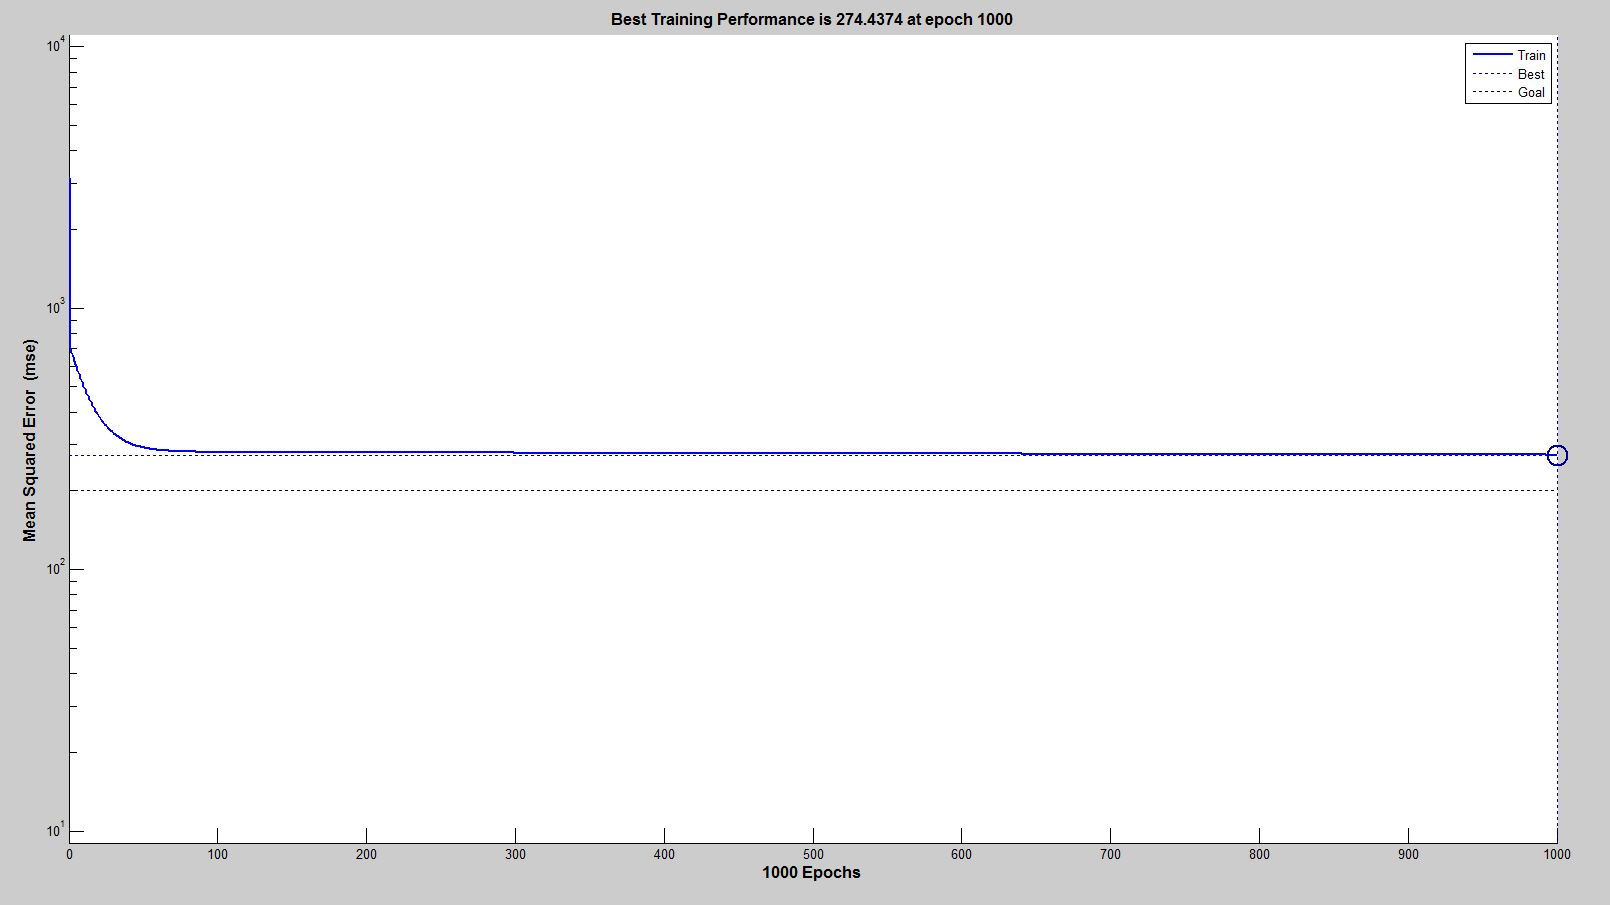 Best Training Performance is 274.4374 at epoch 1000
Train
Best
Goal
Mean Squared Error (mse)
10^4
10^3
10^2
10^1
0 100 200 300 400 500 600 700 800 900 1000
1000 Epochs